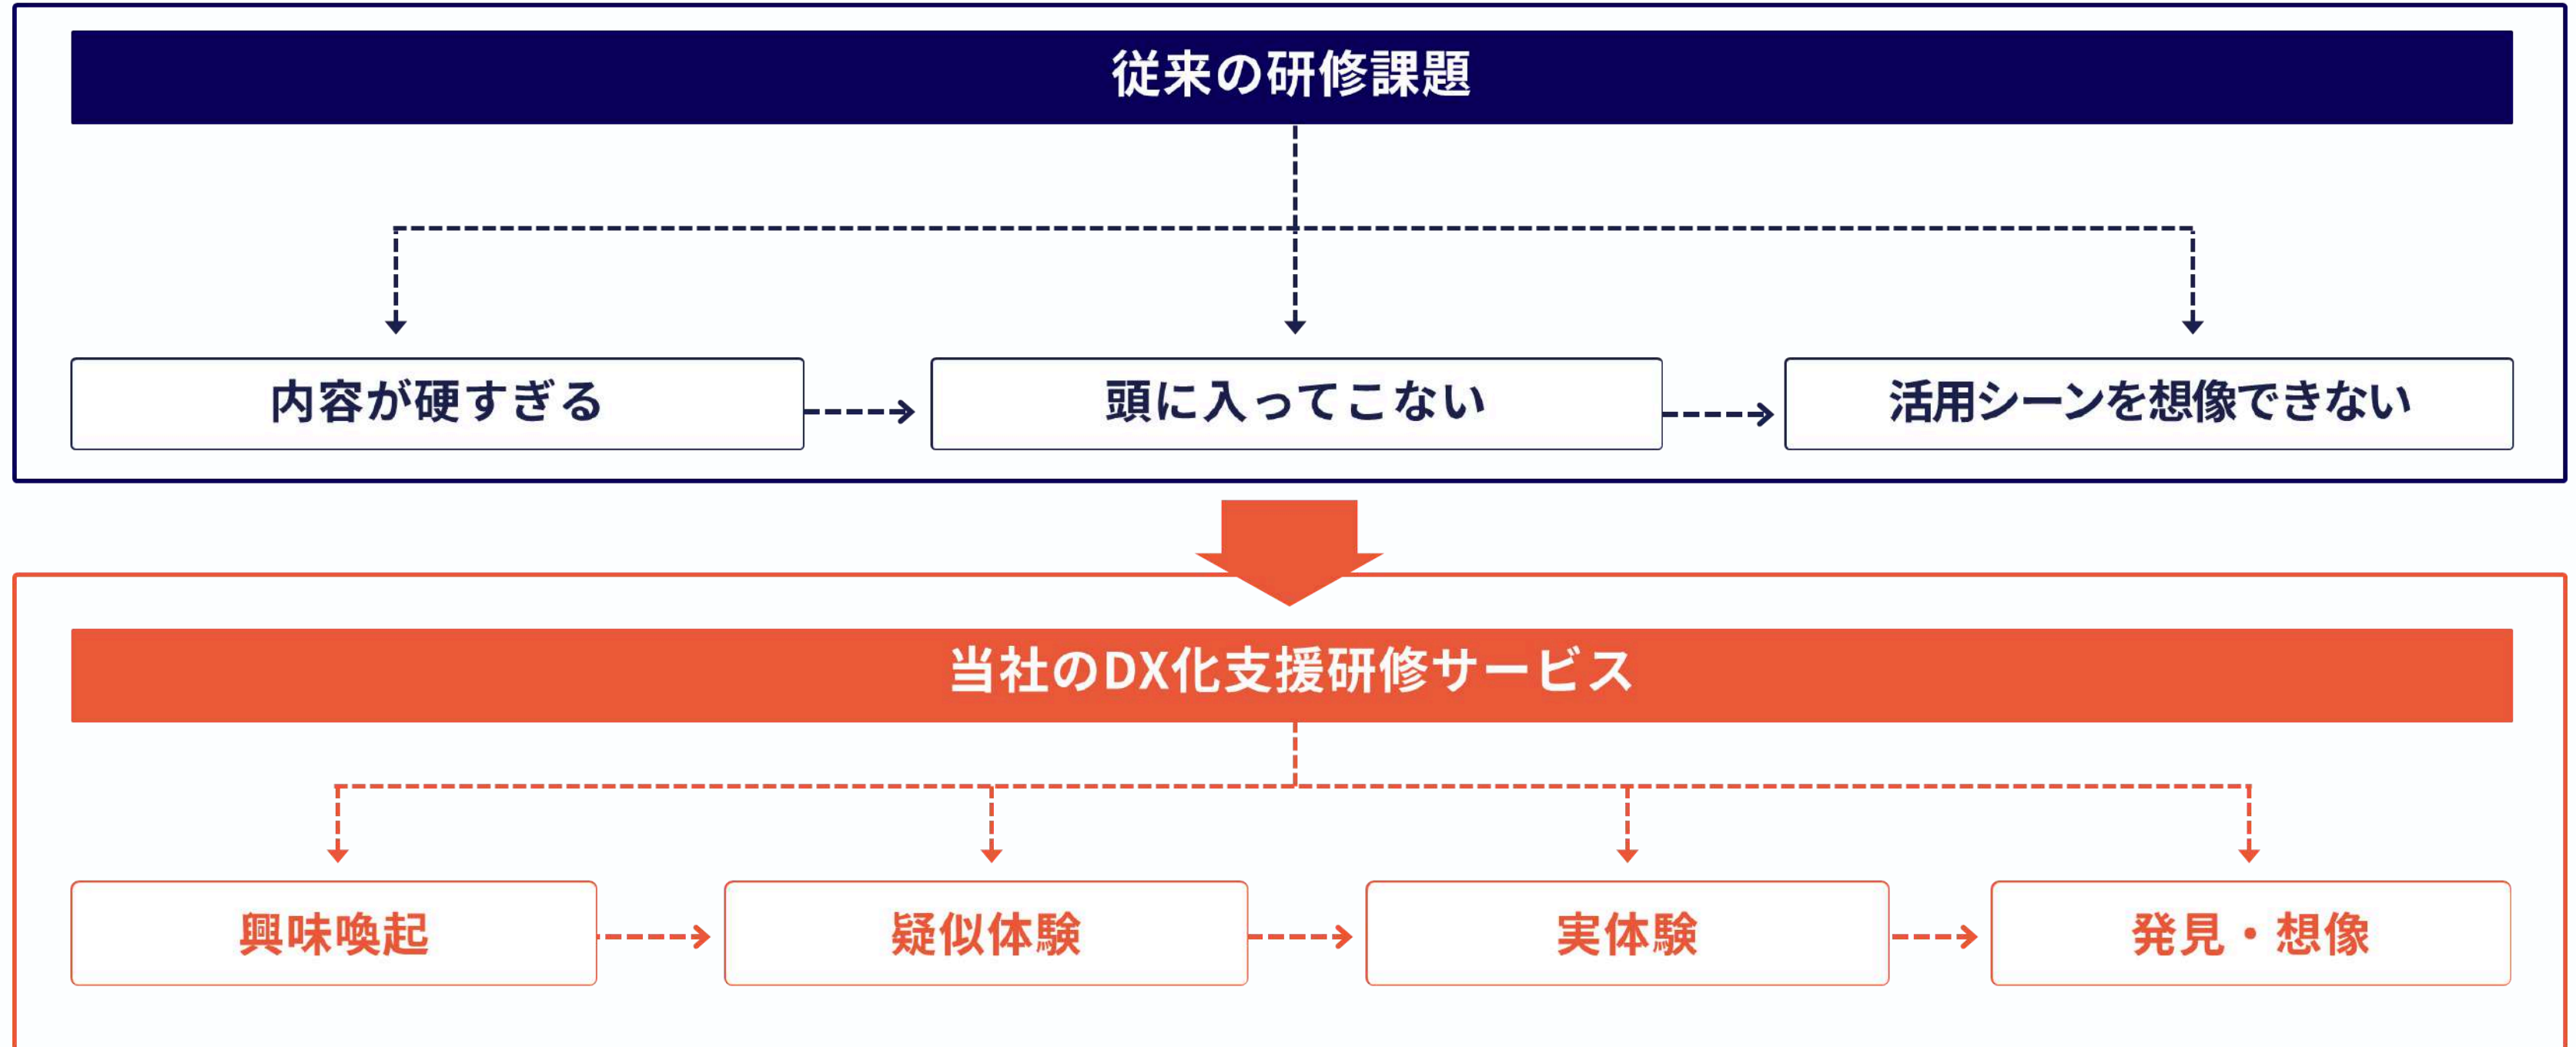 従来の研修課題
内容が硬すぎる
頭に入ってこない
活用シーンを想像できない
当社のDX化支援研修サービス
興味喚起
疑似体験
実体験
発見・想像